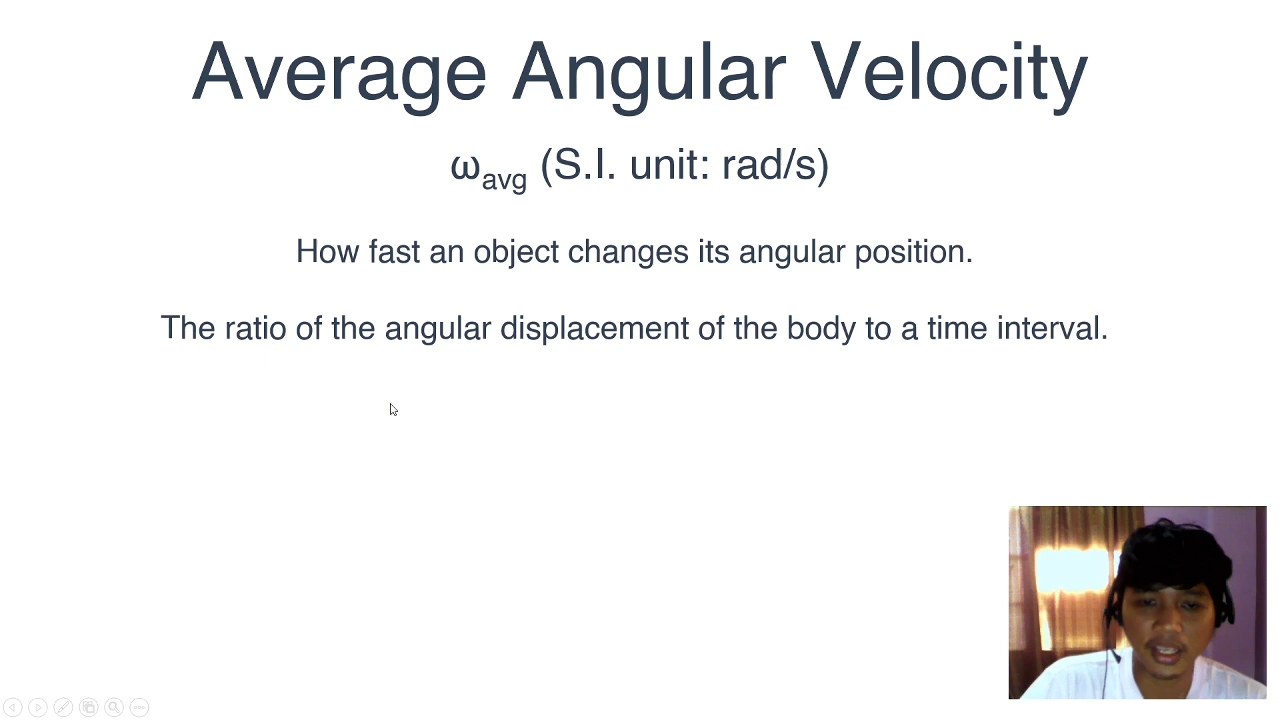 Average Angular Velocity
ωavg (S.I. unit: rad/s)
How fast an object changes its angular position.
The ratio of the angular displacement of the body to a time interval.